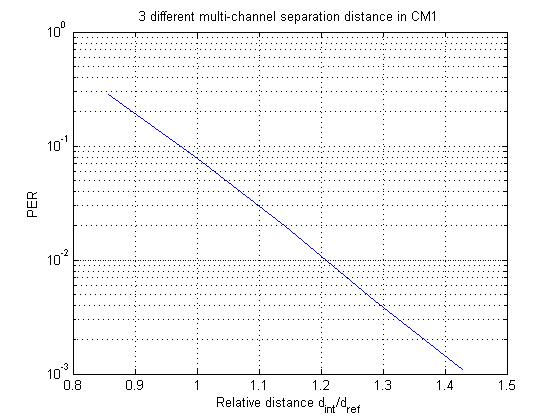 3 different multi-channel separation distance in CM1
10^0
10^-1
10^-2
10^-3
PER
0.8 0.9 1 1.1 1.2 1.3 1.4 1.5
Relative distance d_int/d_ref